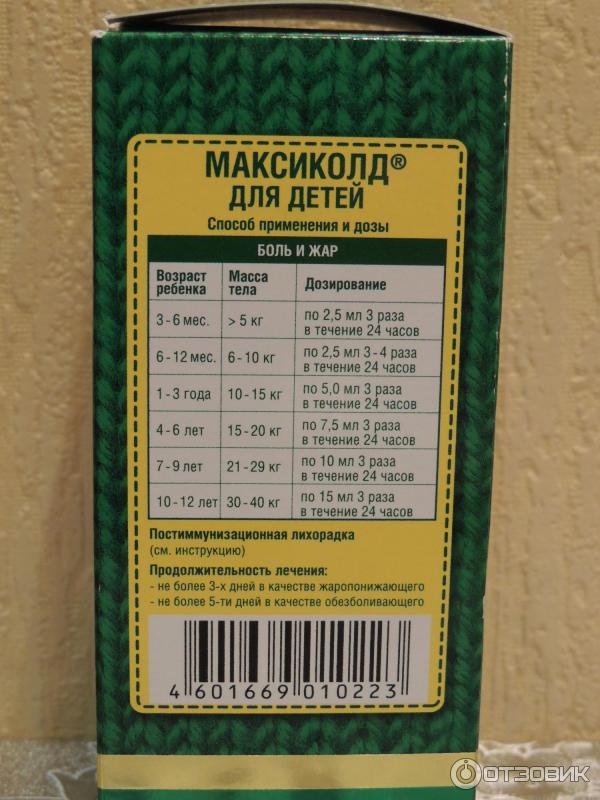 МАКСИКОЛД®
ДЛЯ ДЕТЕЙ
Способ применения и дозы
БОЛЬ И ЖАР
Возраст ребенка Масса тела Дозирование
3 - 6 мес. > 5 кг по 2,5 мл 3 раза
в течение 24 часов
6 - 12 мес. 6 - 10 кг по 2,5 мл 3 - 4 раза
в течение 24 часов
1 - 3 года 10 - 15 кг по 5,0 мл 3 раза
в течение 24 часов
4 - 6 лет 15 - 20 кг по 7,5 мл 3 раза
в течение 24 часов
7 - 9 лет 21 - 29 кг по 10 мл 3 раза
в течение 24 часов
10 - 12 лет 30 - 40 кг по 15 мл 3 раза
в течение 24 часов
Постиммунизационная лихорадка
(см. инструкцию)
Продолжительность лечения:
- не более 3-х дней в качестве жаропонижающего
- не более 5-ти дней в качестве обезболивающего
4 601669 010223
ОТЗОВИК